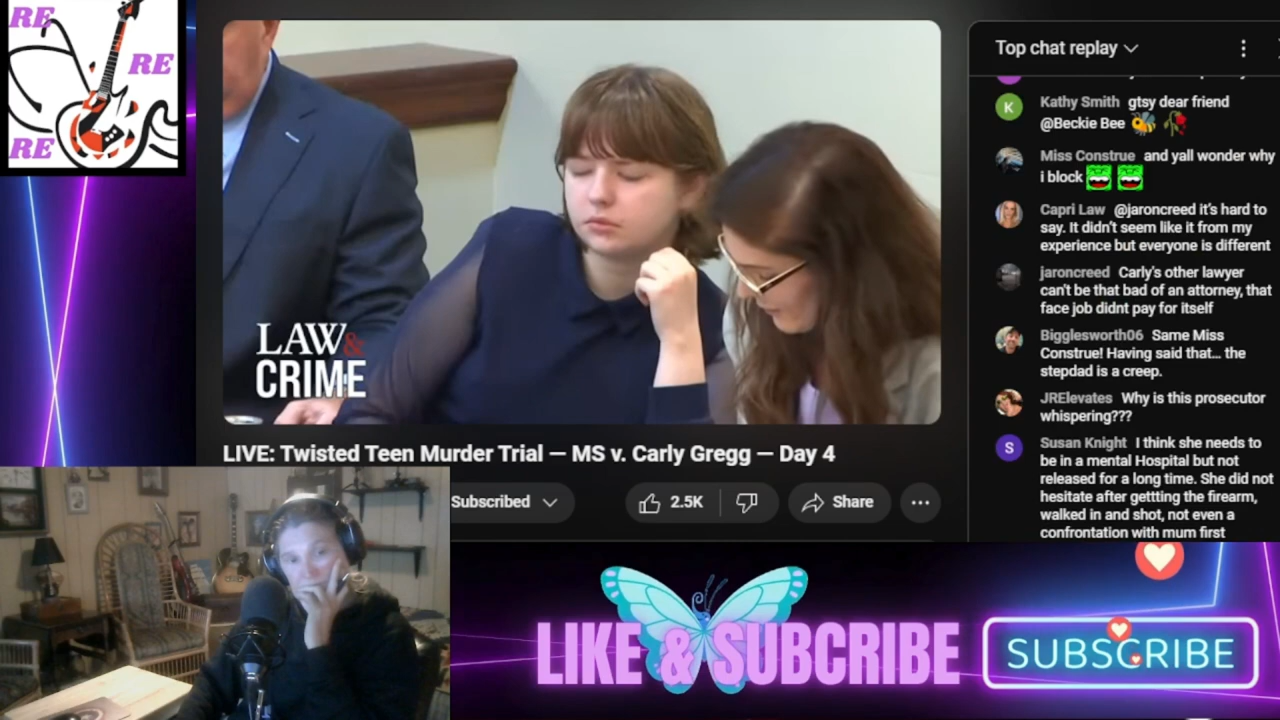 RE
RE
RE
LAW&
CRIME
LIVE: Twisted Teen Murder Trial — MS v. Carly Gregg — Day 4
Subscribed
2.5K
Share
Top chat replay
K
Kathy Smith gtsy dear friend
@Beckie Bee
Miss Construe and yall wonder why
i block
Capri Law @jaroncreed it's hard to
say. It didn't seem like it from my
experience but everyone is different
jaroncreed Carly's other lawyer
can't be that bad of an attorney, that
face job didnt pay for itself
Bigglesworth06 Same Miss
Construe! Having said that... the
stepdad is a creep.
JRElevates Why is this prosecutor
whispering???
S
Susan Knight I think she needs to
be in a mental Hospital but not
released for a long time. She did not
hesitate after gettting the firearm,
walked in and shot, not even a
confrontation with mum first
LIKE & SUBCRIBE
SUBSCRIBE